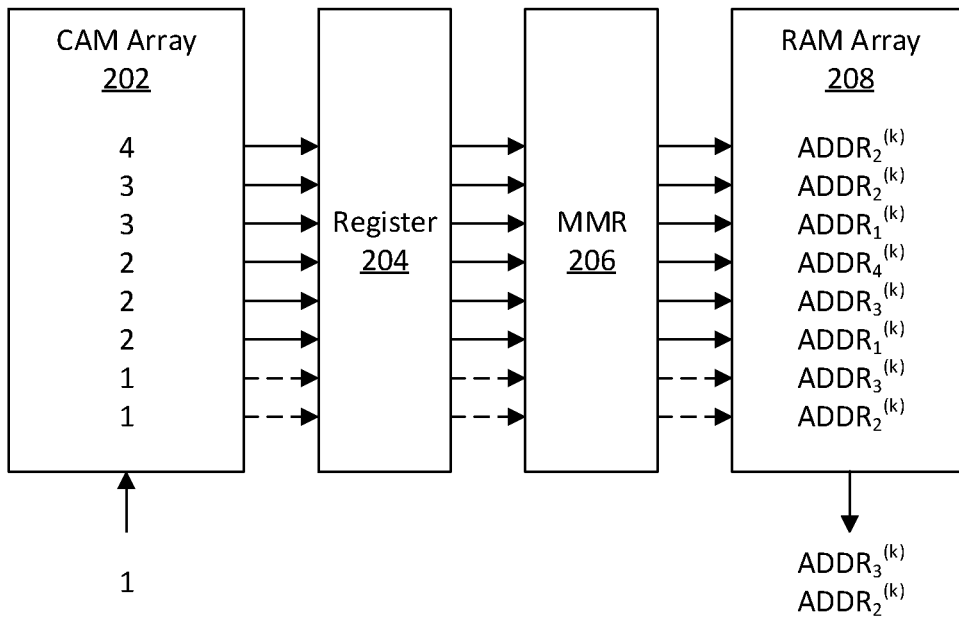 CAM Array
202
RAM Array
208
4
3
3
2
2
2
1
1
Register
204
MMR
206
ADDR₂⁽ᵏ⁾
ADDR₂⁽ᵏ⁾
ADDR₁⁽ᵏ⁾
ADDR₄⁽ᵏ⁾
ADDR₃⁽ᵏ⁾
ADDR₁⁽ᵏ⁾
ADDR₃⁽ᵏ⁾
ADDR₂⁽ᵏ⁾
1
ADDR₃⁽ᵏ⁾
ADDR₂⁽ᵏ⁾